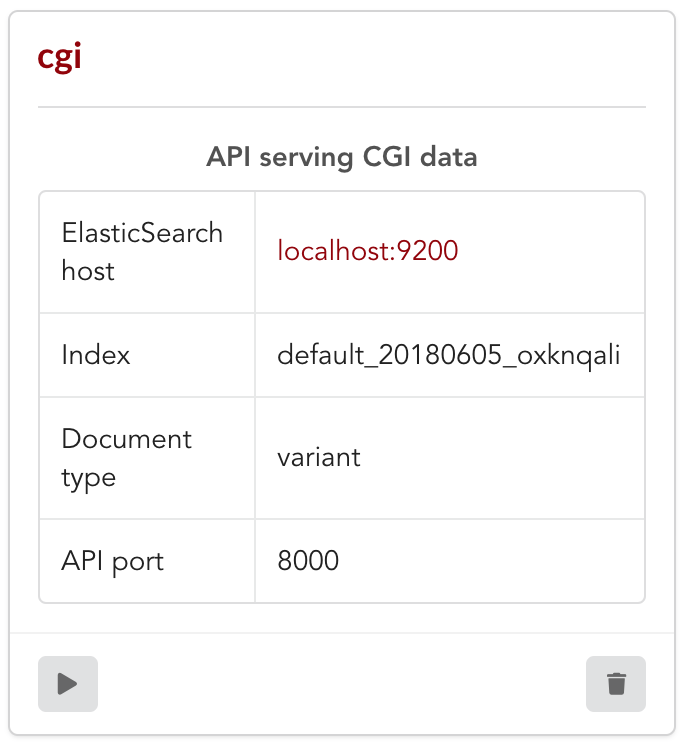 cgi
API serving CGI data
ElasticSearch
host
localhost:9200
Index
default_20180605_oxknqali
Document
type
variant
API port
8000